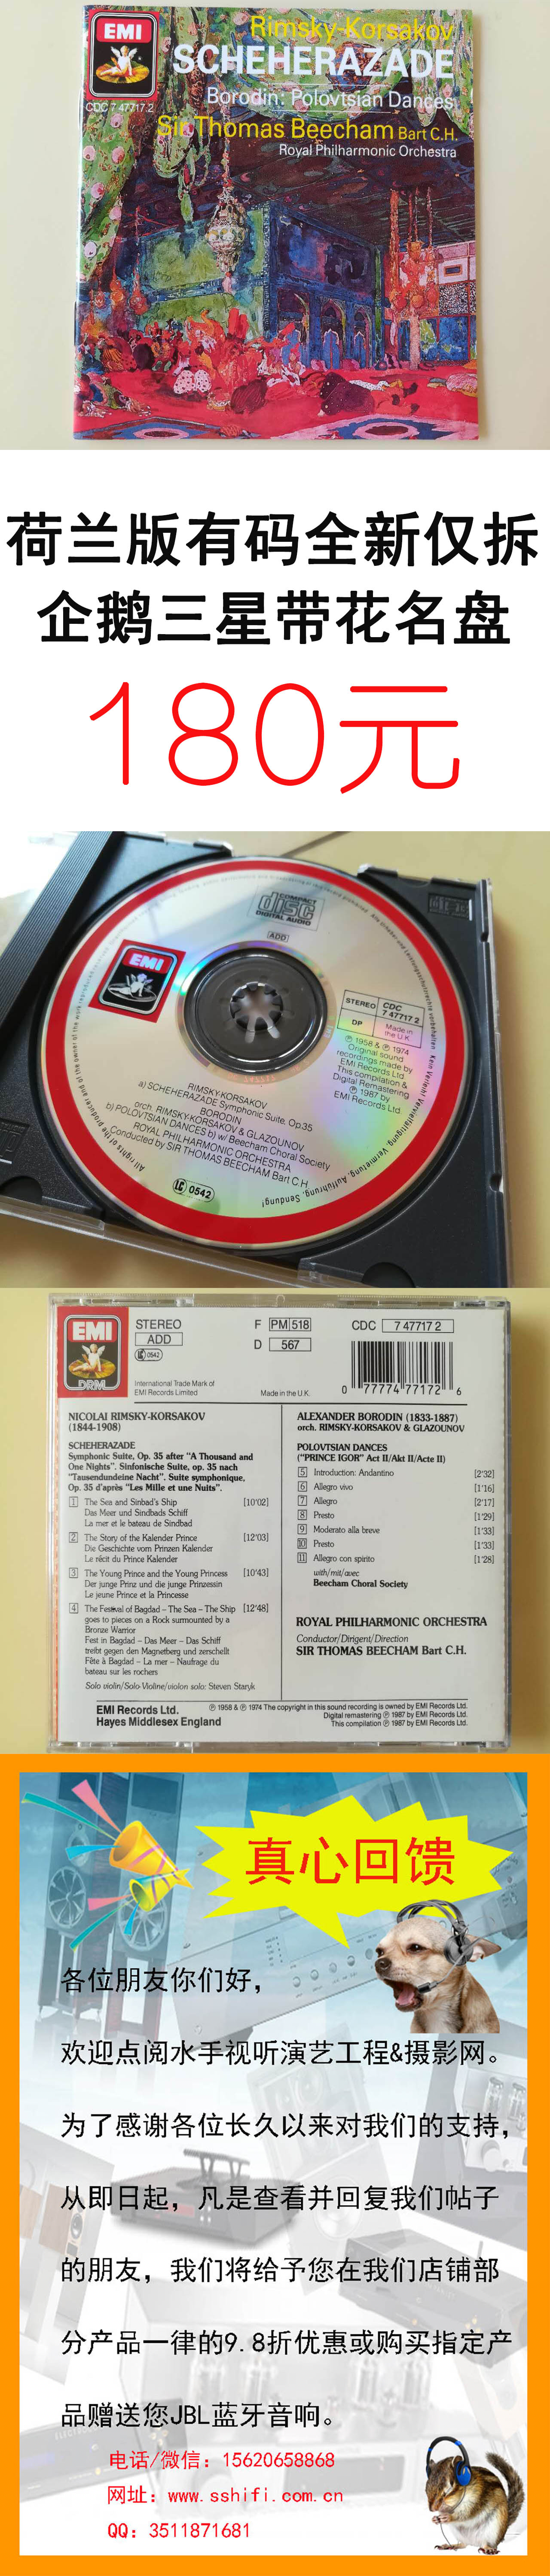 EMI
Rimsky-Korsakov
SCHEHERAZADE
CDC 7 47717 2
Borodin: Polovtsian Dances
Sir Thomas Beecham Bart C.H.
Royal Philharmonic Orchestra
荷兰版有码全新仅拆
企鹅三星带花名盘
180元
COMPACT
disc
DIGITAL AUDIO
ADD
EMI
STEREO
CDC
7 47717 2
DP
Made in
the U.K.
℗ 1958 & ℗ 1974
Original sound
recordings made by
EMI Records Ltd
This compilation &
Digital Remastering
℗ 1987 by
EMI Records Ltd.
RIMSKY-KORSAKOV
a) SCHEHERAZADE Symphonic Suite, Op.35
BORODIN
orch. RIMSKY-KORSAKOV & GLAZOUNOV
b) POLOVTSIAN DANCES b) w/ Beecham Choral Society
ROYAL PHILHARMONIC ORCHESTRA
Conducted by SIR THOMAS BEECHAM Bart C.H.
LC 0542
All rights of the producer and of the owner of the work reproduced
Kein Verleih! Vervielfältigung, Vermietung, Aufführung, Sendung!
EMI
DRM
STEREO
ADD
LC 0542
F PM 518
D 567
CDC 7 47717 2
International Trade Mark of
EMI Records Limited
Made in the U.K.
0 77774 77172 6
NICOLAI RIMSKY-KORSAKOV
(1844-1908)
SCHEHERAZADE
Symphonic Suite, Op. 35 after "A Thousand and
One Nights". Sinfonische Suite, op. 35 nach
"Tausendundeine Nacht". Suite symphonique,
Op. 35 d'après "Les Mille et une Nuits".
1 The Sea and Sinbad's Ship [10'02]
Das Meer und Sindbads Schiff
La mer et le bateau de Sindbad
2 The Story of the Kalender Prince [12'03]
Die Geschichte vom Prinzen Kalender
Le récit du Prince Kalender
3 The Young Prince and the Young Princess [10'43]
Der junge Prinz und die junge Prinzessin
Le jeune Prince et la Princesse
4 The Festival of Bagdad – The Sea – The Ship [12'48]
goes to pieces on a Rock surmounted by a
Bronze Warrior
Fest in Bagdad – Das Meer – Das Schiff
treibt gegen den Magnetberg und zerschellt
Fête à Bagdad – La mer – Naufrage du
bateau sur les rochers
Solo violin/Solo Violine/violon solo: Steven Staryk
ALEXANDER BORODIN (1833-1887)
orch. RIMSKY-KORSAKOV & GLAZOUNOV
POLOVTSIAN DANCES
("PRINCE IGOR" Act II/Akt II/Acte II)
5 Introduction: Andantino [2'32]
6 Allegro vivo [1'16]
7 Allegro [2'17]
8 Presto [1'29]
9 Moderato alla breve [1'33]
10 Presto [1'33]
11 Allegro con spirito [1'28]
with/mit/avec
Beecham Choral Society
ROYAL PHILHARMONIC ORCHESTRA
Conductor/Dirigent/Direction
SIR THOMAS BEECHAM Bart C.H.
EMI Records Ltd.
Hayes Middlesex England
℗ 1958 & ℗ 1974 The copyright in this sound recording is owned by EMI Records Ltd.
Digital remastering ℗ 1987 by EMI Records Ltd.
This compilation ℗ 1987 by EMI Records Ltd.
真心回馈
各位朋友你们好，
欢迎点阅水手视听演艺工程&摄影网。
为了感谢各位长久以来对我们的支持，
从即日起，凡是查看并回复我们帖子
的朋友，我们将给予您在我们店铺部
分产品一律的9.8折优惠或购买指定产
品赠送您JBL蓝牙音响。
电话/微信：15620658868
网址：www.sshifi.com.cn
QQ：3511871681